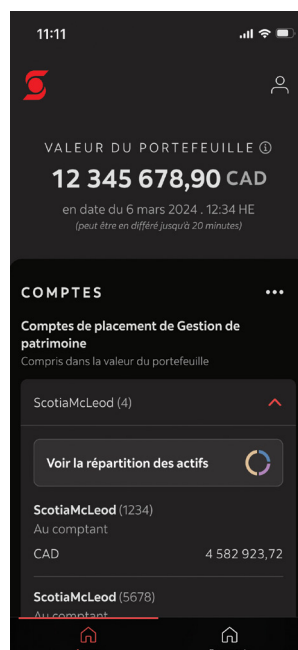 11:11
VALEUR DU PORTEFEUILLE
12 345 678,90 CAD
en date du 6 mars 2024 . 12:34 HE
(peut être en différé jusqu'à 20 minutes)
COMPTES
Comptes de placement de Gestion de
patrimoine
Compris dans la valeur du portefeuille
ScotiaMcLeod (4)
Voir la répartition des actifs
ScotiaMcLeod (1234)
Au comptant
CAD 4 582 923,72
ScotiaMcLeod (5678)
Au comptant